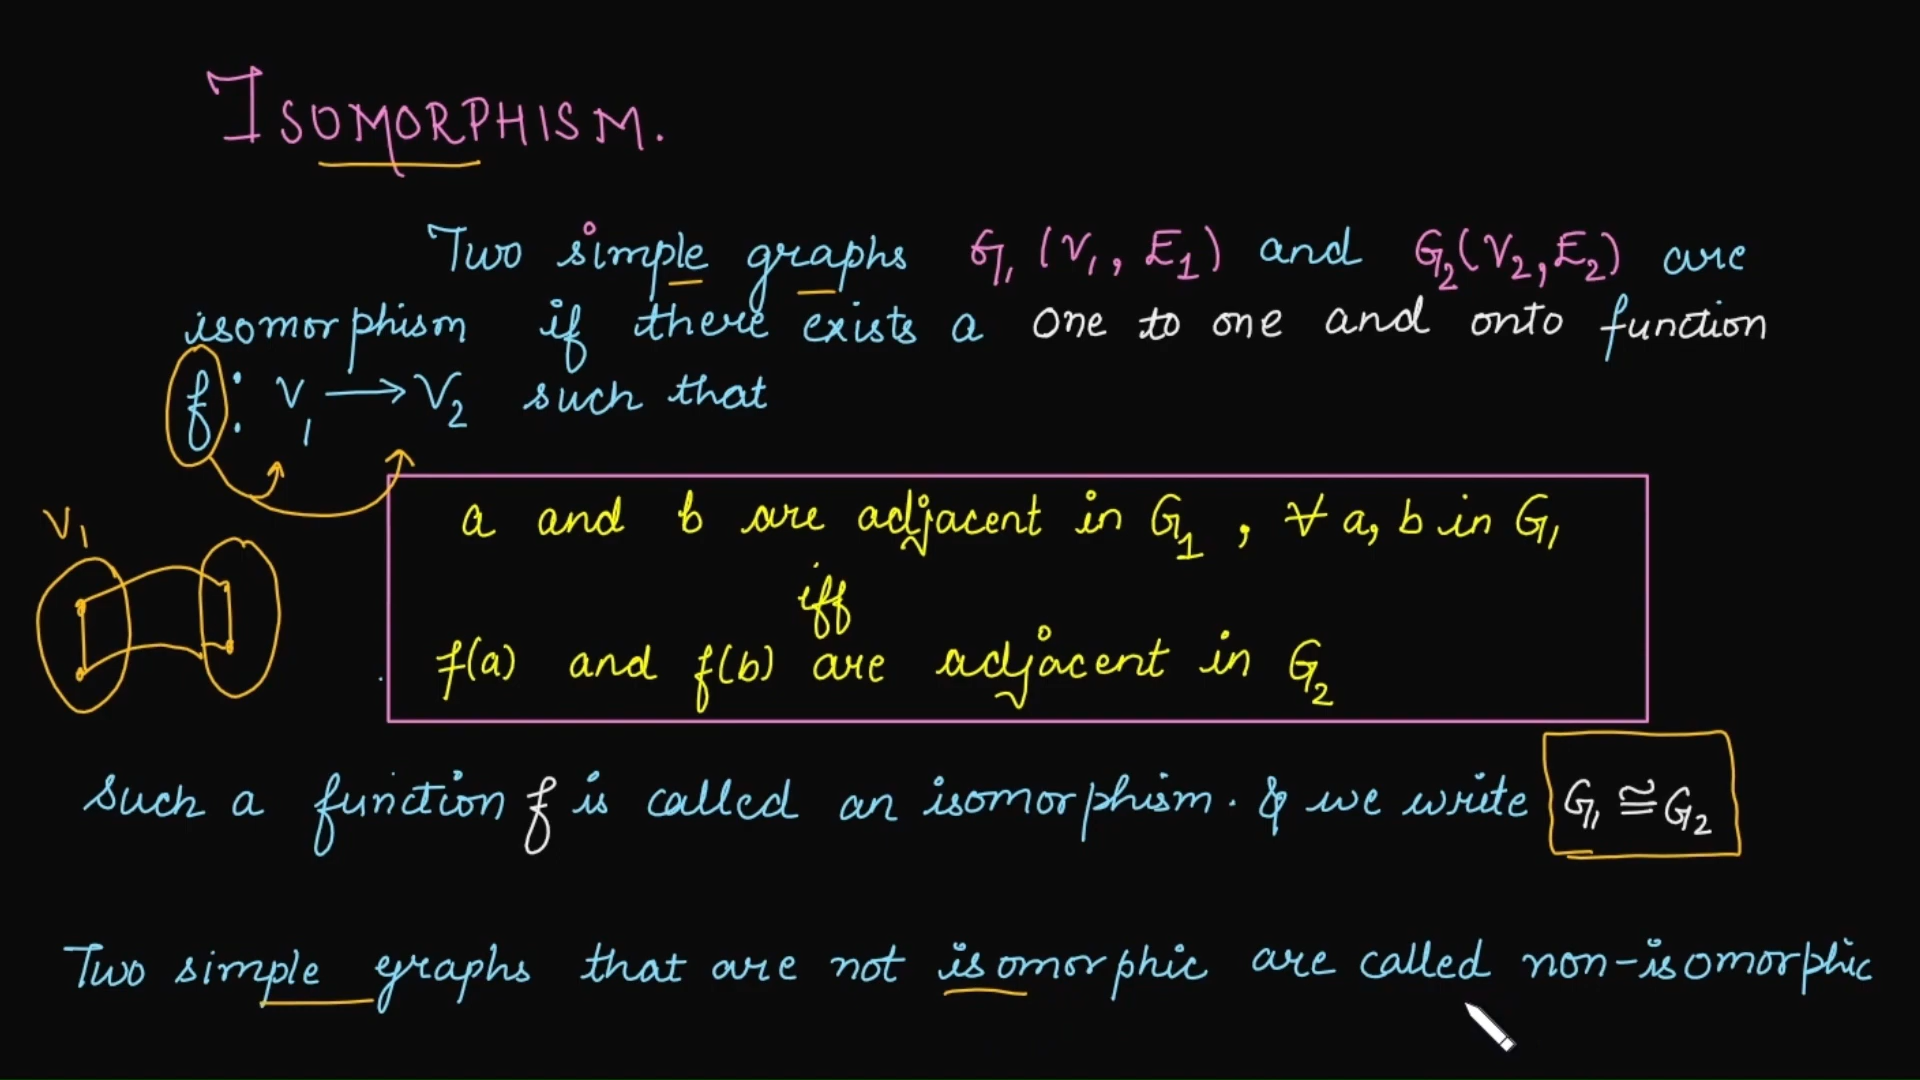 ISOMORPHISM.
Two simple graphs G₁ (V₁, E₁) and G₂(V₂, E₂) are
isomorphism if there exists a one to one and onto function
f: V₁ → V₂ such that
V₁
a and b are adjacent in G₁, ∀ a, b in G₁
iff
f(a) and f(b) are adjacent in G₂
Such a function f is called an isomorphism. & we write G₁ ≅ G₂
Two simple graphs that are not isomorphic are called non-isomorphic